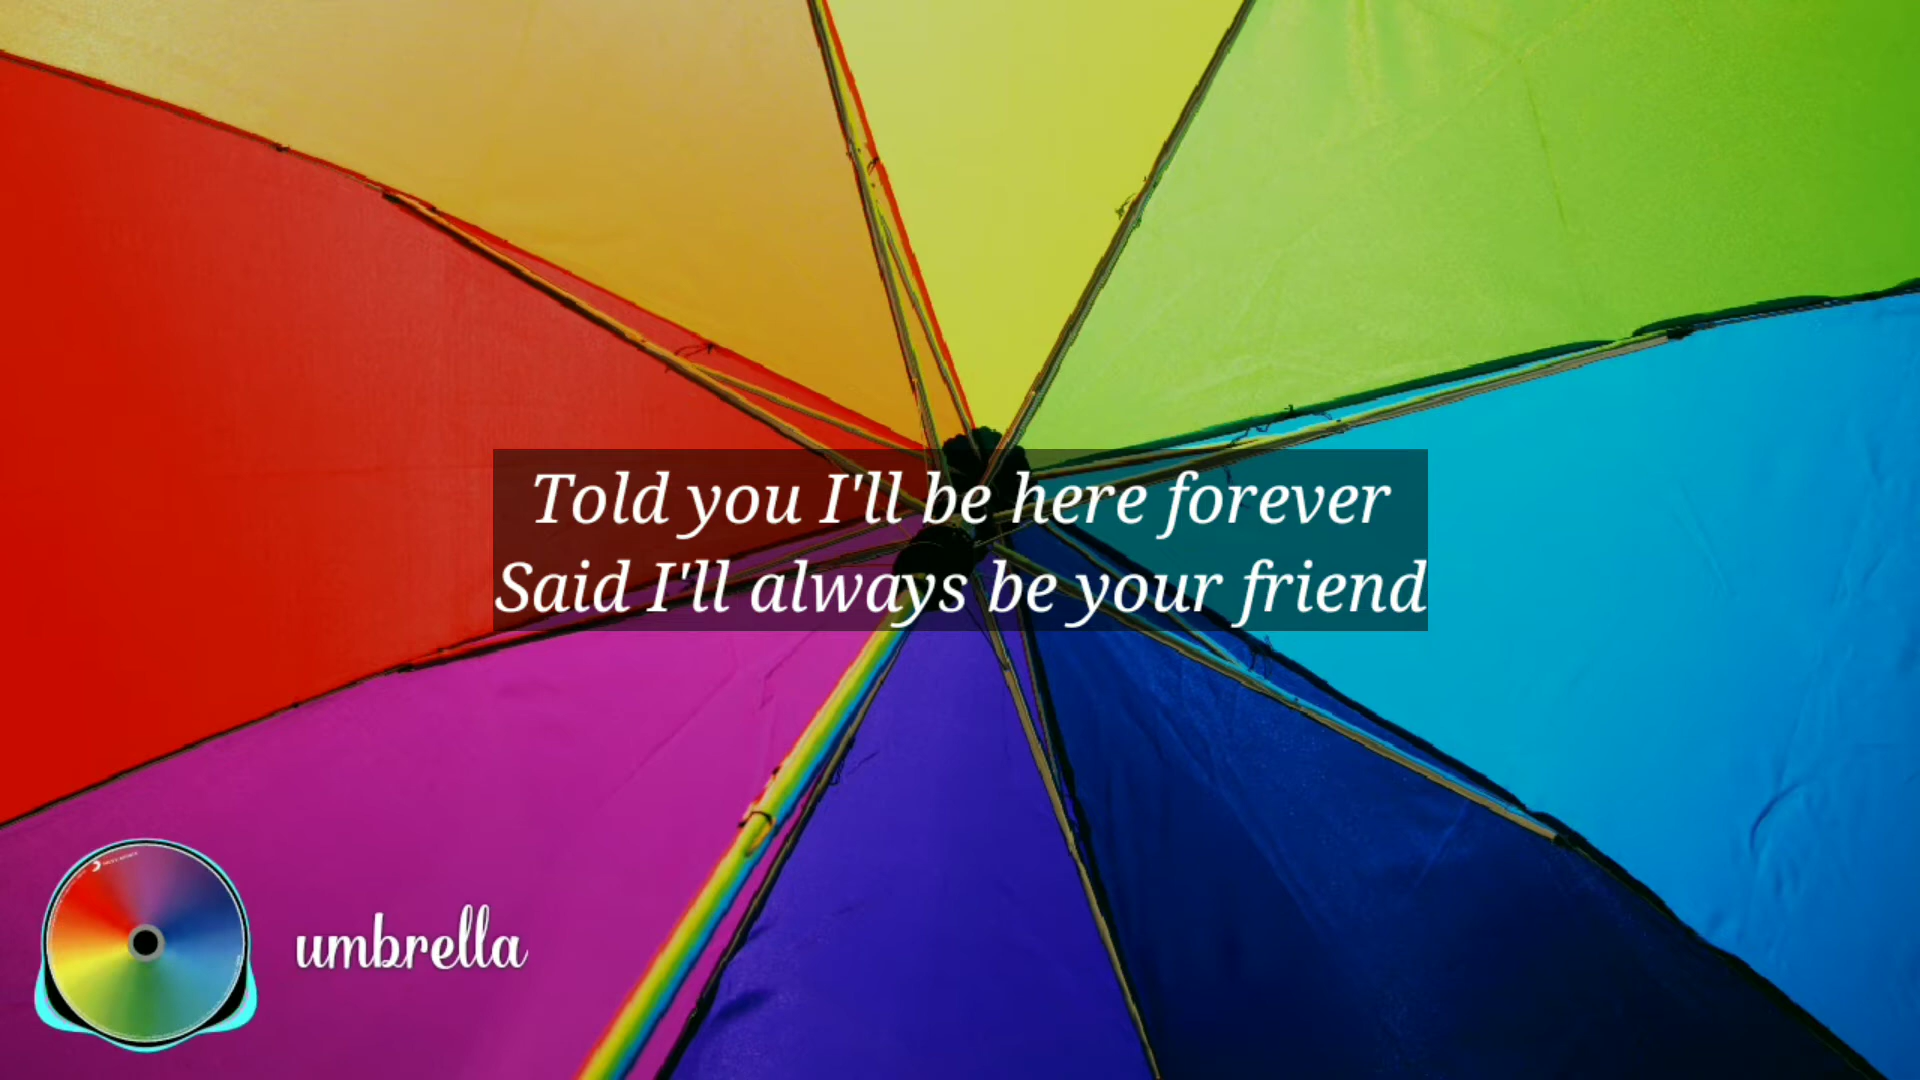 Told you I'll be here forever
Said I'll always be your friend
umbrella